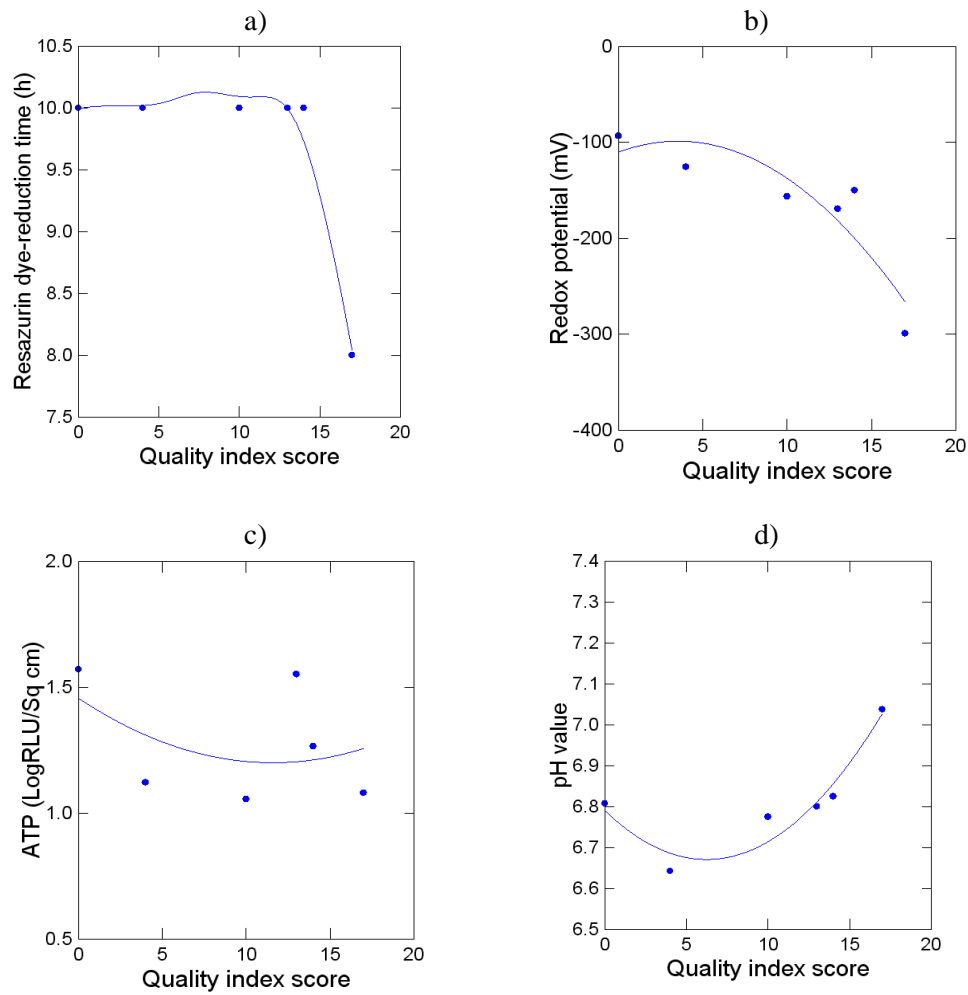 a)
10.5
10.0
9.5
9.0
8.5
8.0
7.5
0 5 10 15 20
Resazurin dye-reduction time (h)
Quality index score
b)
0
-100
-200
-300
-400
0 5 10 15 20
Redox potential (mV)
Quality index score
c)
2.0
1.5
1.0
0.5
0 5 10 15 20
ATP (LogRLU/Sq cm)
Quality index score
d)
7.4
7.3
7.2
7.1
7.0
6.9
6.8
6.7
6.6
6.5
0 5 10 15 20
pH value
Quality index score